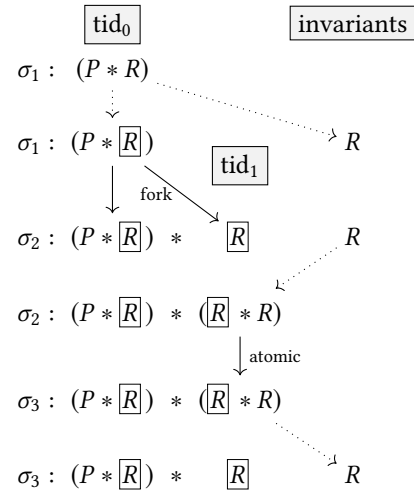 tid₀ invariants
σ₁ : (P ∗ R)
σ₁ : (P ∗ R) R
tid₁
fork
σ₂ : (P ∗ R) ∗ R R
σ₂ : (P ∗ R) ∗ (R ∗ R)
atomic
σ₃ : (P ∗ R) ∗ (R ∗ R)
σ₃ : (P ∗ R) ∗ R R